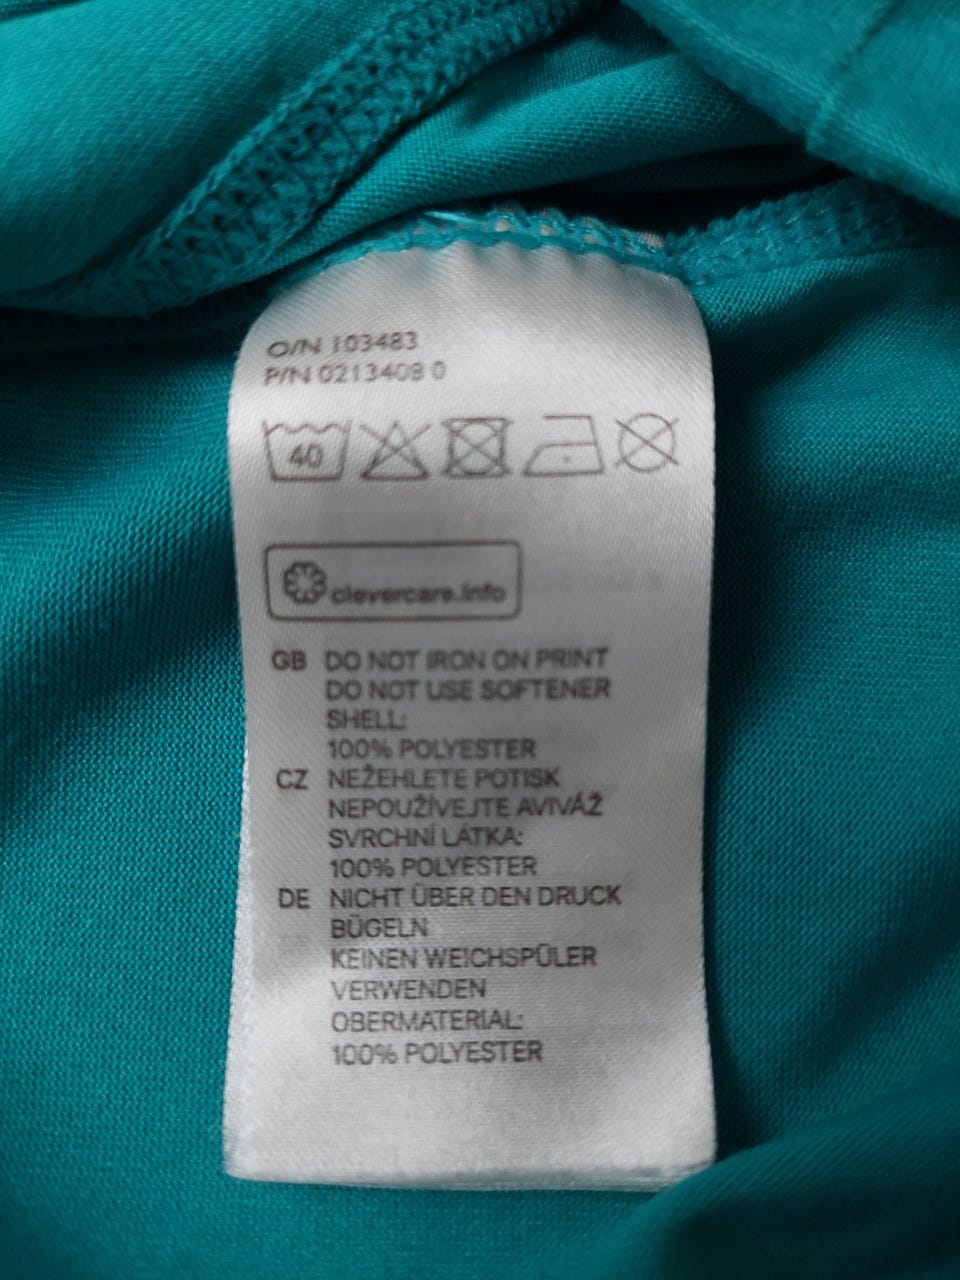 O/N 103483
P/N 0213408 0
40
clevercare.info
GB DO NOT IRON ON PRINT
DO NOT USE SOFTENER
SHELL:
100% POLYESTER
CZ NEŽEHLETE POTISK
NEPOUŽÍVEJTE AVIVÁŽ
SVRCHNÍ LÁTKA:
100% POLYESTER
DE NICHT ÜBER DEN DRUCK
BÜGELN
KEINEN WEICHSPÜLER
VERWENDEN
OBERMATERIAL:
100% POLYESTER